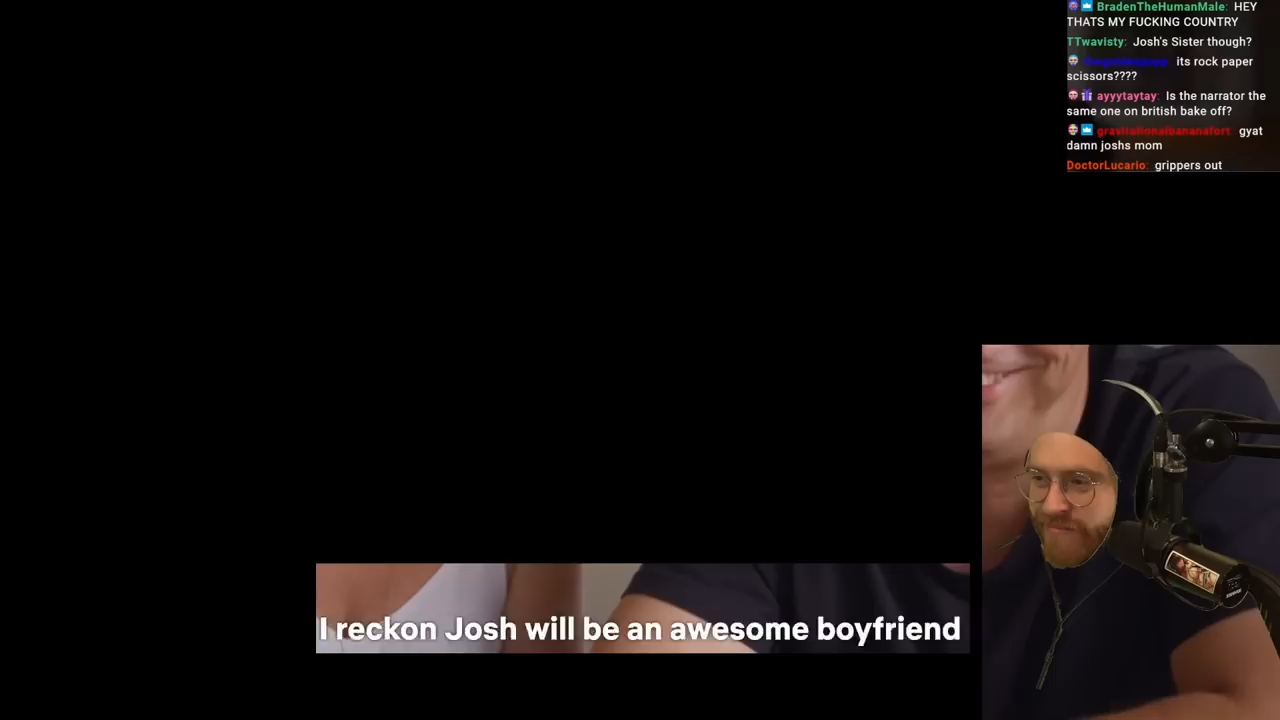 BradenTheHumanMale: HEY
THATS MY FUCKING COUNTRY
TTwavisty: Josh's Sister though?
its rock paper
scissors????
ayyytaytay: Is the narrator the
same one on british bake off?
gravitationalbananafort: gyat
damn joshs mom
DoctorLucario: grippers out
I reckon Josh will be an awesome boyfriend